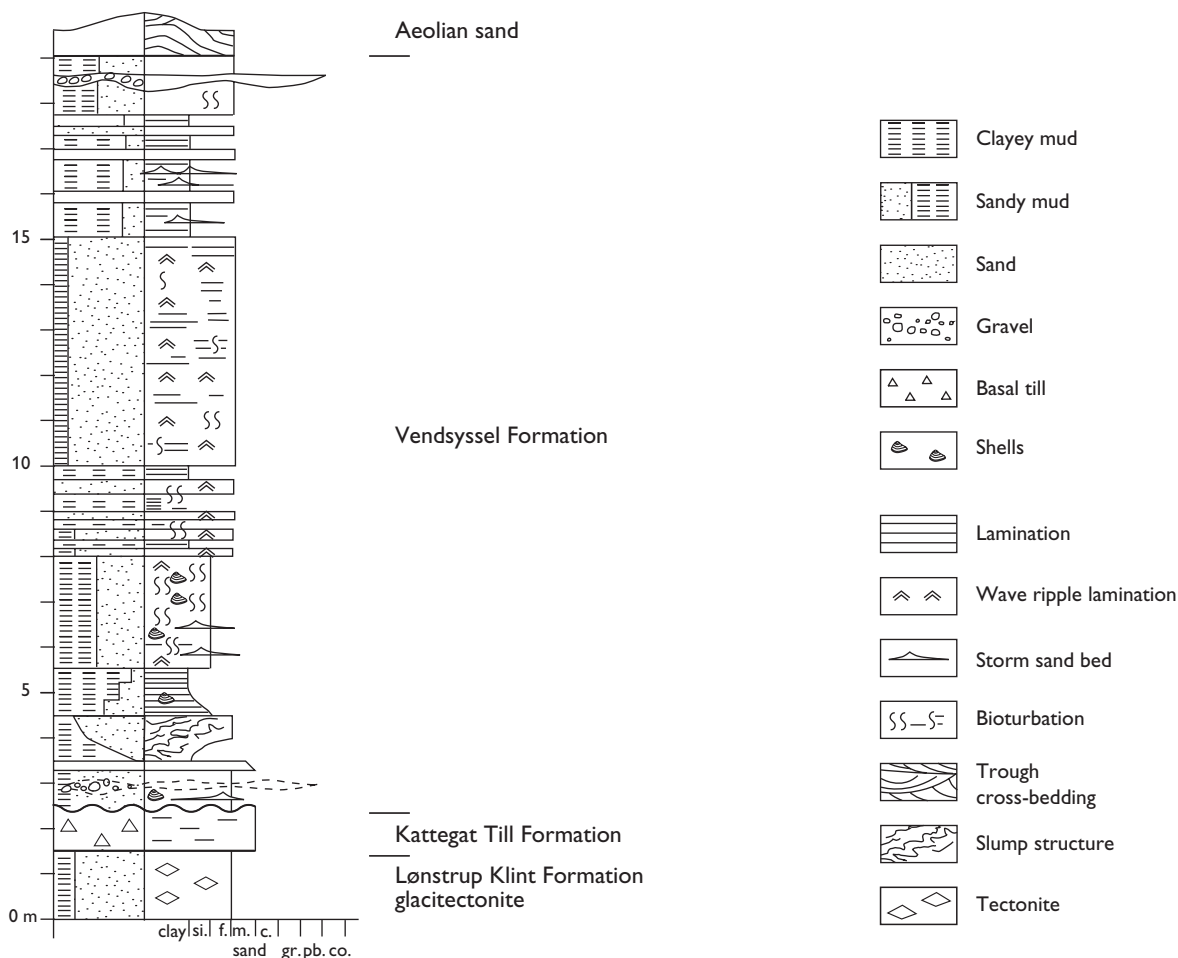 Aeolian sand
15
10
5
0 m
Vendsyssel Formation
Kattegat Till Formation
Lønstrup Klint Formation
glacitectonite
clay si. f. m. c.
sand gr. pb. co.
Clayey mud
Sandy mud
Sand
Gravel
Basal till
Shells
Lamination
Wave ripple lamination
Storm sand bed
Bioturbation
Trough
cross-bedding
Slump structure
Tectonite